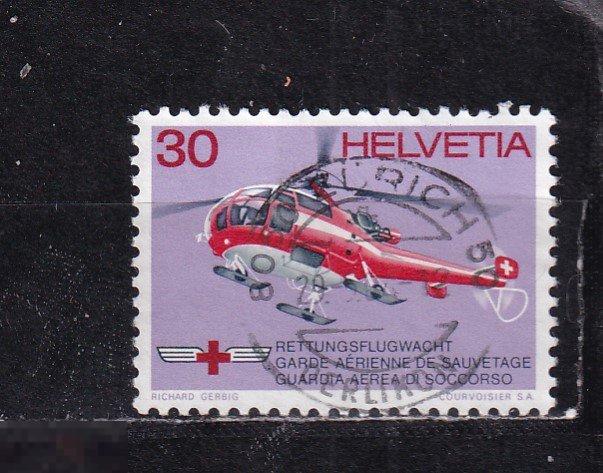 30 HELVETIA
RETTUNGSFLUGWACHT
GARDE AÉRIENNE DE SAUVETAGE
GUARDIA AEREA DI SOCCORSO
RICHARD GERBIG COURVOISIER S.A.